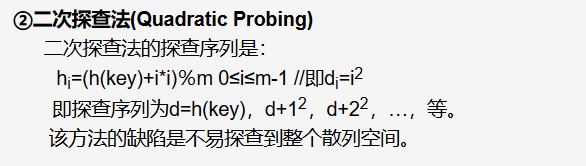 ②二次探查法(Quadratic Probing)
二次探查法的探查序列是：
hᵢ=(h(key)+i*i)%m 0≤i≤m-1 //即dᵢ=i²
即探查序列为d=h(key)，d+1²，d+2²，…，等。
该方法的缺陷是不易探查到整个散列空间。